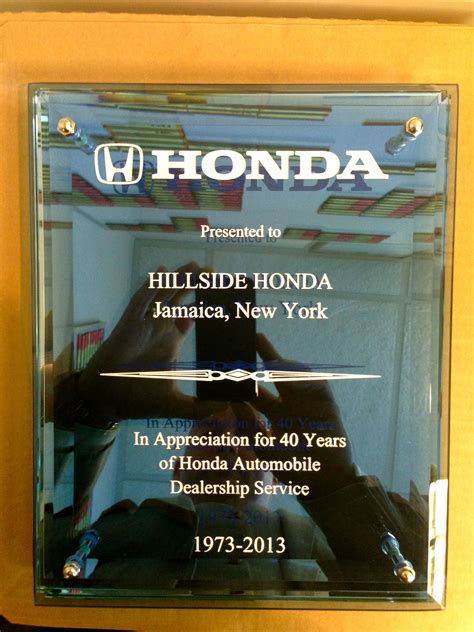 HONDA
Presented to
HILLSIDE HONDA
Jamaica, New York
In Appreciation for 40 Years
of Honda Automobile
Dealership Service
1973-2013